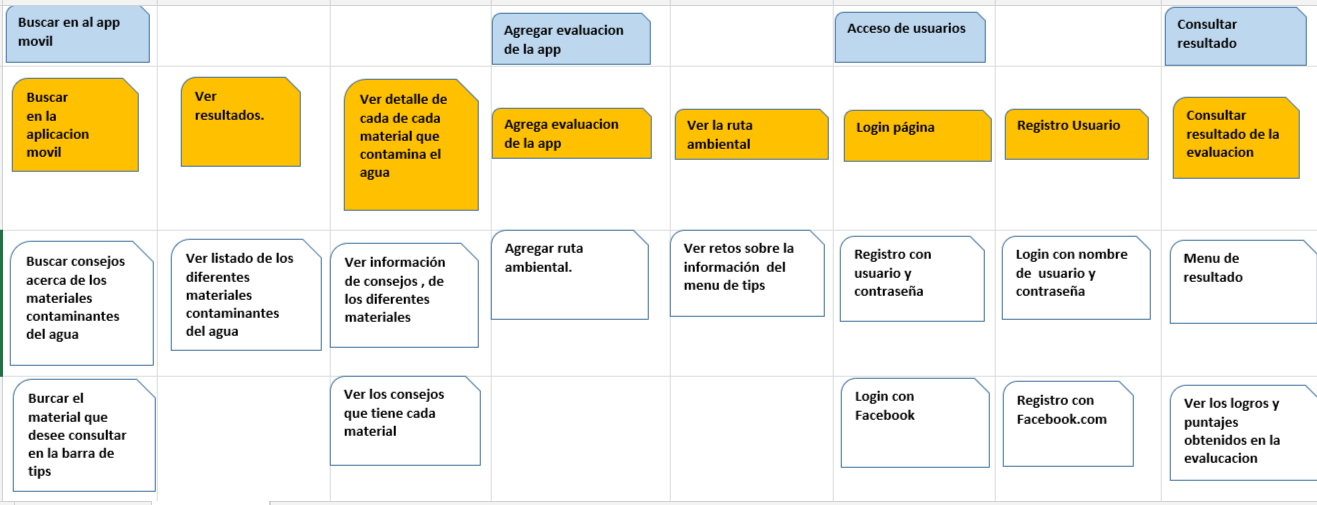 Buscar en al app
movil
Agregar evaluacion
de la app
Acceso de usuarios
Consultar
resultado
Buscar
en la
aplicacion
movil
Ver
resultados.
Ver detalle de
cada de cada
material que
contamina el
agua
Agrega evaluacion
de la app
Ver la ruta
ambiental
Login página
Registro Usuario
Consultar
resultado de la
evaluacion
Buscar consejos
acerca de los
materiales
contaminantes
del agua
Ver listado de los
diferentes
materiales
contaminantes
del agua
Ver información
de consejos , de
los diferentes
materiales
Agregar ruta
ambiental.
Ver retos sobre la
información  del
menu de tips
Registro con
usuario y
contraseña
Login con nombre
de  usuario y
contraseña
Menu de
resultado
Burcar el
material que
desee consultar
en la barra de
tips
Ver los consejos
que tiene cada
material
Login con
Facebook
Registro con
Facebook.com
Ver los logros y
puntajes
obtenidos en la
evalucacion